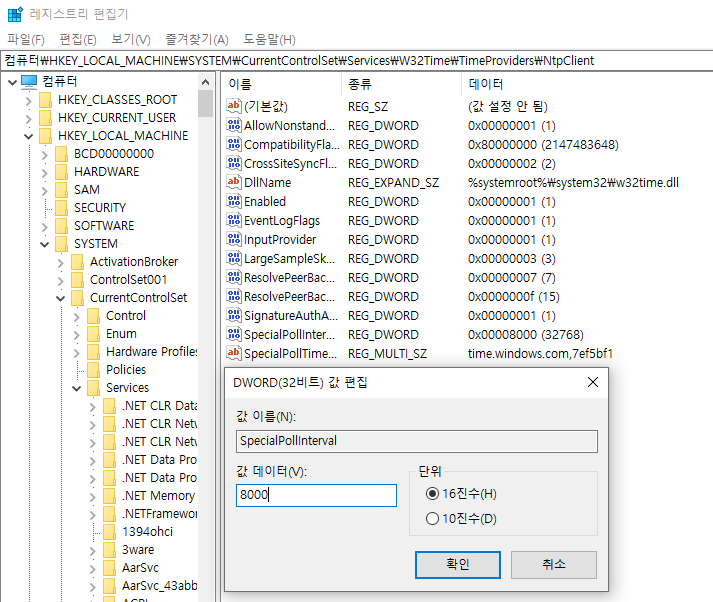 레지스트리 편집기
파일(F) 편집(E) 보기(V) 즐겨찾기(A) 도움말(H)
컴퓨터₩HKEY_LOCAL_MACHINE₩SYSTEM₩CurrentControlSet₩Services₩W32Time₩TimeProviders₩NtpClient
컴퓨터
HKEY_CLASSES_ROOT
HKEY_CURRENT_USER
HKEY_LOCAL_MACHINE
BCD00000000
HARDWARE
SAM
SECURITY
SOFTWARE
SYSTEM
ActivationBroker
ControlSet001
CurrentControlSet
Control
Enum
Hardware Profiles
Policies
Services
.NET CLR Data
.NET CLR Netw
.NET CLR Netw
.NET Data Pro
.NET Data Pro
.NET Memory
.NETFramewor
1394ohci
3ware
AarSvc
AarSvc_43abb
이름 종류 데이터
(기본값) REG_SZ (값 설정 안 됨)
AllowNonstand... REG_DWORD 0x00000001 (1)
CompatibilityFla... REG_DWORD 0x80000000 (2147483648)
CrossSiteSyncFl... REG_DWORD 0x00000002 (2)
DllName REG_EXPAND_SZ %systemroot%₩system32₩w32time.dll
Enabled REG_DWORD 0x00000001 (1)
EventLogFlags REG_DWORD 0x00000001 (1)
InputProvider REG_DWORD 0x00000001 (1)
LargeSampleSk... REG_DWORD 0x00000003 (3)
ResolvePeerBac... REG_DWORD 0x00000007 (7)
ResolvePeerBac... REG_DWORD 0x0000000f (15)
SignatureAuthA... REG_DWORD 0x00000001 (1)
SpecialPollInter... REG_DWORD 0x00008000 (32768)
SpecialPollTime... REG_MULTI_SZ time.windows.com,7ef5bf1
DWORD(32비트) 값 편집
값 이름(N):
SpecialPollInterval
값 데이터(V):
8000
단위
16진수(H)
10진수(D)
확인 취소